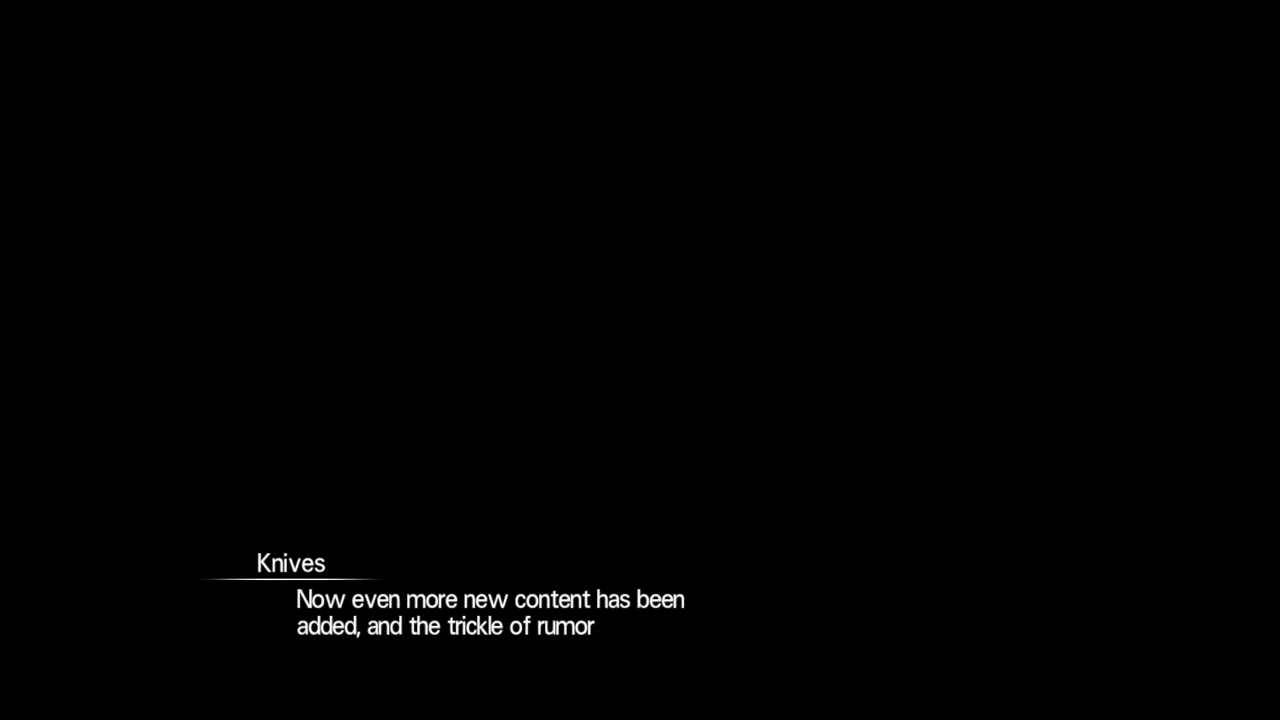 Knives
Now even more new content has been
added, and the trickle of rumor